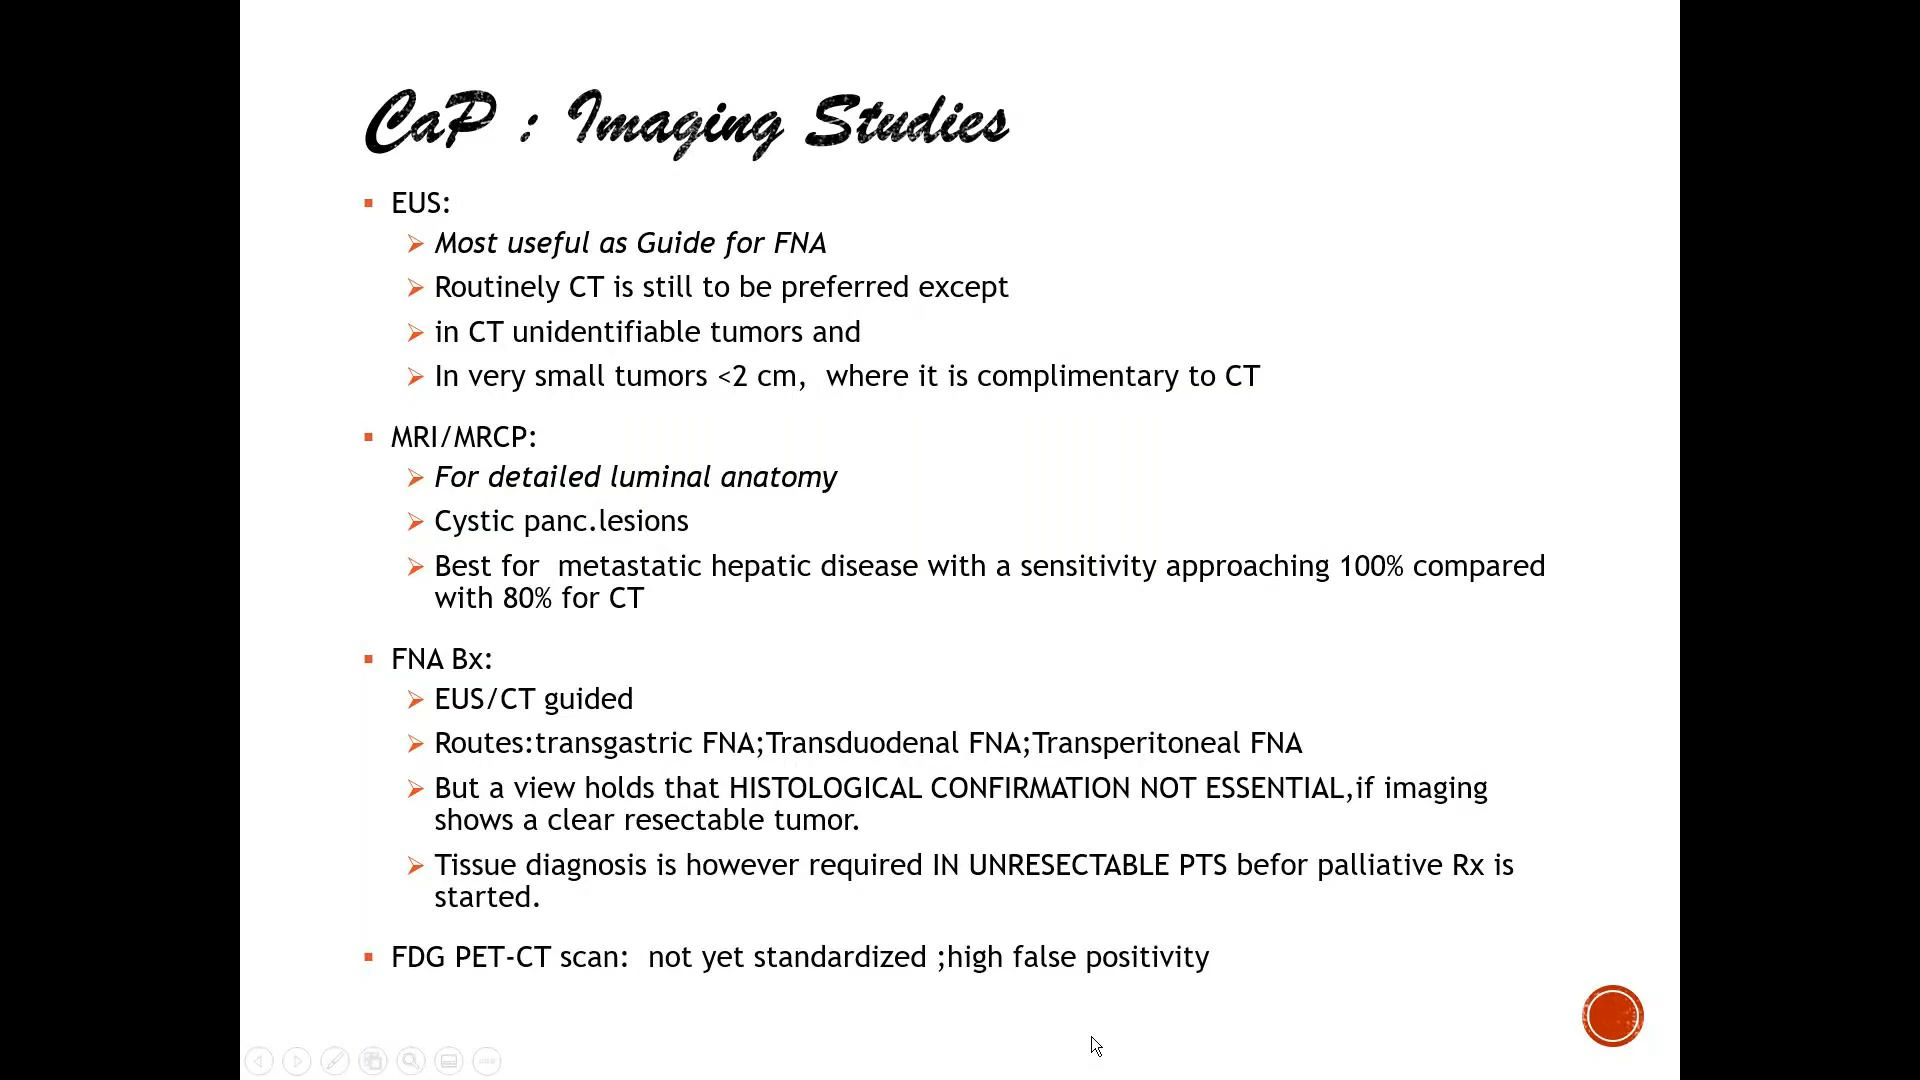 CaP : Imaging Studies
EUS:
Most useful as Guide for FNA
Routinely CT is still to be preferred except
in CT unidentifiable tumors and
In very small tumors <2 cm,  where it is complimentary to CT
MRI/MRCP:
For detailed luminal anatomy
Cystic panc.lesions
Best for  metastatic hepatic disease with a sensitivity approaching 100% compared
with 80% for CT
FNA Bx:
EUS/CT guided
Routes:transgastric FNA;Transduodenal FNA;Transperitoneal FNA
But a view holds that HISTOLOGICAL CONFIRMATION NOT ESSENTIAL,if imaging
shows a clear resectable tumor.
Tissue diagnosis is however required IN UNRESECTABLE PTS befor palliative Rx is
started.
FDG PET-CT scan:  not yet standardized ;high false positivity